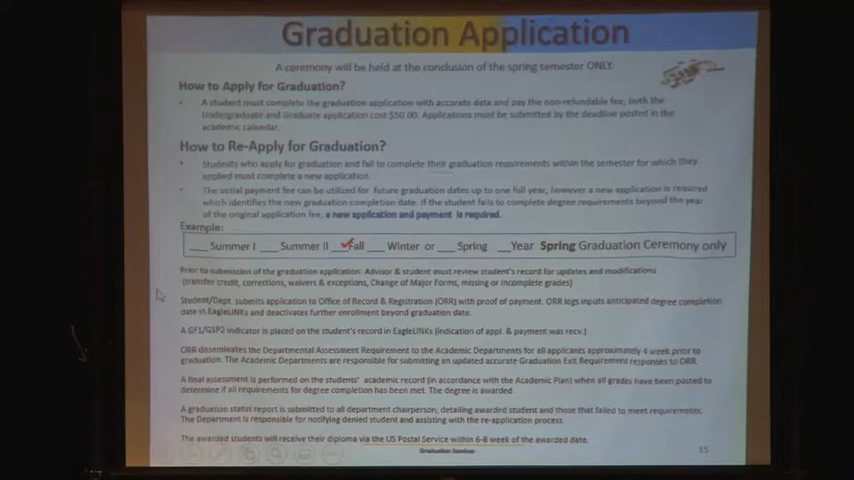 Graduation Application
A ceremony will be held at the conclusion of the spring semester ONLY.
How to Apply for Graduation?
A student must complete the graduation application with accurate data and pay the non-refundable fee, both the
Undergraduate and Graduate application cost $50.00. Applications must be submitted by the deadline posted in the
academic calendar.
How to Re-Apply for Graduation?
Students who apply for graduation and fail to complete their graduation requirements within the semester for which they
applied must complete a new application.
The initial payment fee can be utilized for future graduation dates up to one full year; however a new application is required
which identifies the new graduation completion date. If the student fails to complete degree requirements beyond the year
of the original application fee, a new application and payment is required.
Example:
___ Summer I ___ Summer II ___Fall ___ Winter or ___ Spring ___Year Spring Graduation Ceremony only
Prior to submission of the graduation application: Advisor & student must review student's record for updates and modifications
(transfer credit, corrections, waivers & exceptions, Change of Major Forms, missing or incomplete grades)
Student/Dept. submits application to Office of Record & Registration (ORR) with proof of payment. ORR logs inputs anticipated degree completion
date in EagleLINKs and deactivates further enrollment beyond graduation date.
A GF1/GSP2 indicator is placed on the student's record in EagleLINKs (indication of appl. & payment was recv.)
ORR disseminates the Departmental Assessment Requirement to the Academic Departments for all applicants approximately 4 week prior to
graduation. The Academic Departments are responsible for submitting an updated accurate Graduation Exit Requirement responses to ORR.
A final assessment is performed on the students' academic record (in accordance with the Academic Plan) when all grades have been posted to
determine if all requirements for degree completion has been met. The degree is awarded.
A graduation status report is submitted to all department chairperson; detailing awarded student and those that failed to meet requirements.
The Department is responsible for notifying denied student and assisting with the re-application process.
The awarded students will receive their diploma via the US Postal Service within 6-8 week of the awarded date.
Graduation Seminar
15